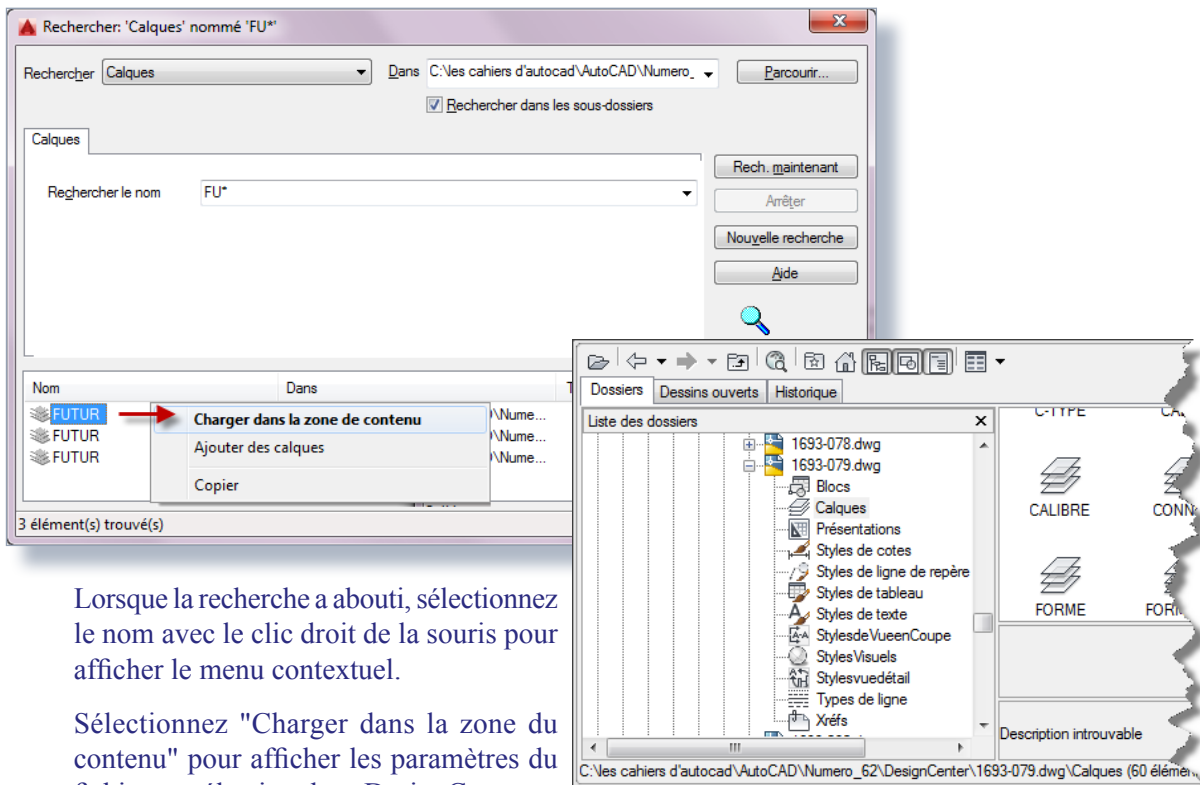 Rechercher: 'Calques' nommé 'FU*'
Rechercher Calques Dans C:\les cahiers d'autocad\AutoCAD\Numero_ Parcourir...
Rechercher dans les sous-dossiers
Calques
Rech. maintenant
Rechercher le nom FU*
Arrêter
Nouvelle recherche
Aide
Nom Dans
FUTUR
FUTUR
FUTUR
Charger dans la zone de contenu
Ajouter des calques
Copier
\Nume...
\Nume...
\Nume...
3 élément(s) trouvé(s)
Dossiers Dessins ouverts Historique
Liste des dossiers
1693-078.dwg
1693-079.dwg
Blocs
Calques
Présentations
Styles de cotes
Styles de ligne de repère
Styles de tableau
Styles de texte
StylesdeVueenCoupe
StylesVisuels
Stylesvuedétail
Types de ligne
Xréfs
C-TYPE
CALIBRE CONN
FORME
Description introuvable
C:\les cahiers d'autocad\AutoCAD\Numero_62\DesignCenter\1693-079.dwg\Calques (60 élémen
Lorsque la recherche a abouti, sélectionnez
le nom avec le clic droit de la souris pour
afficher le menu contextuel.
Sélectionnez "Charger dans la zone du
contenu" pour afficher les paramètres du